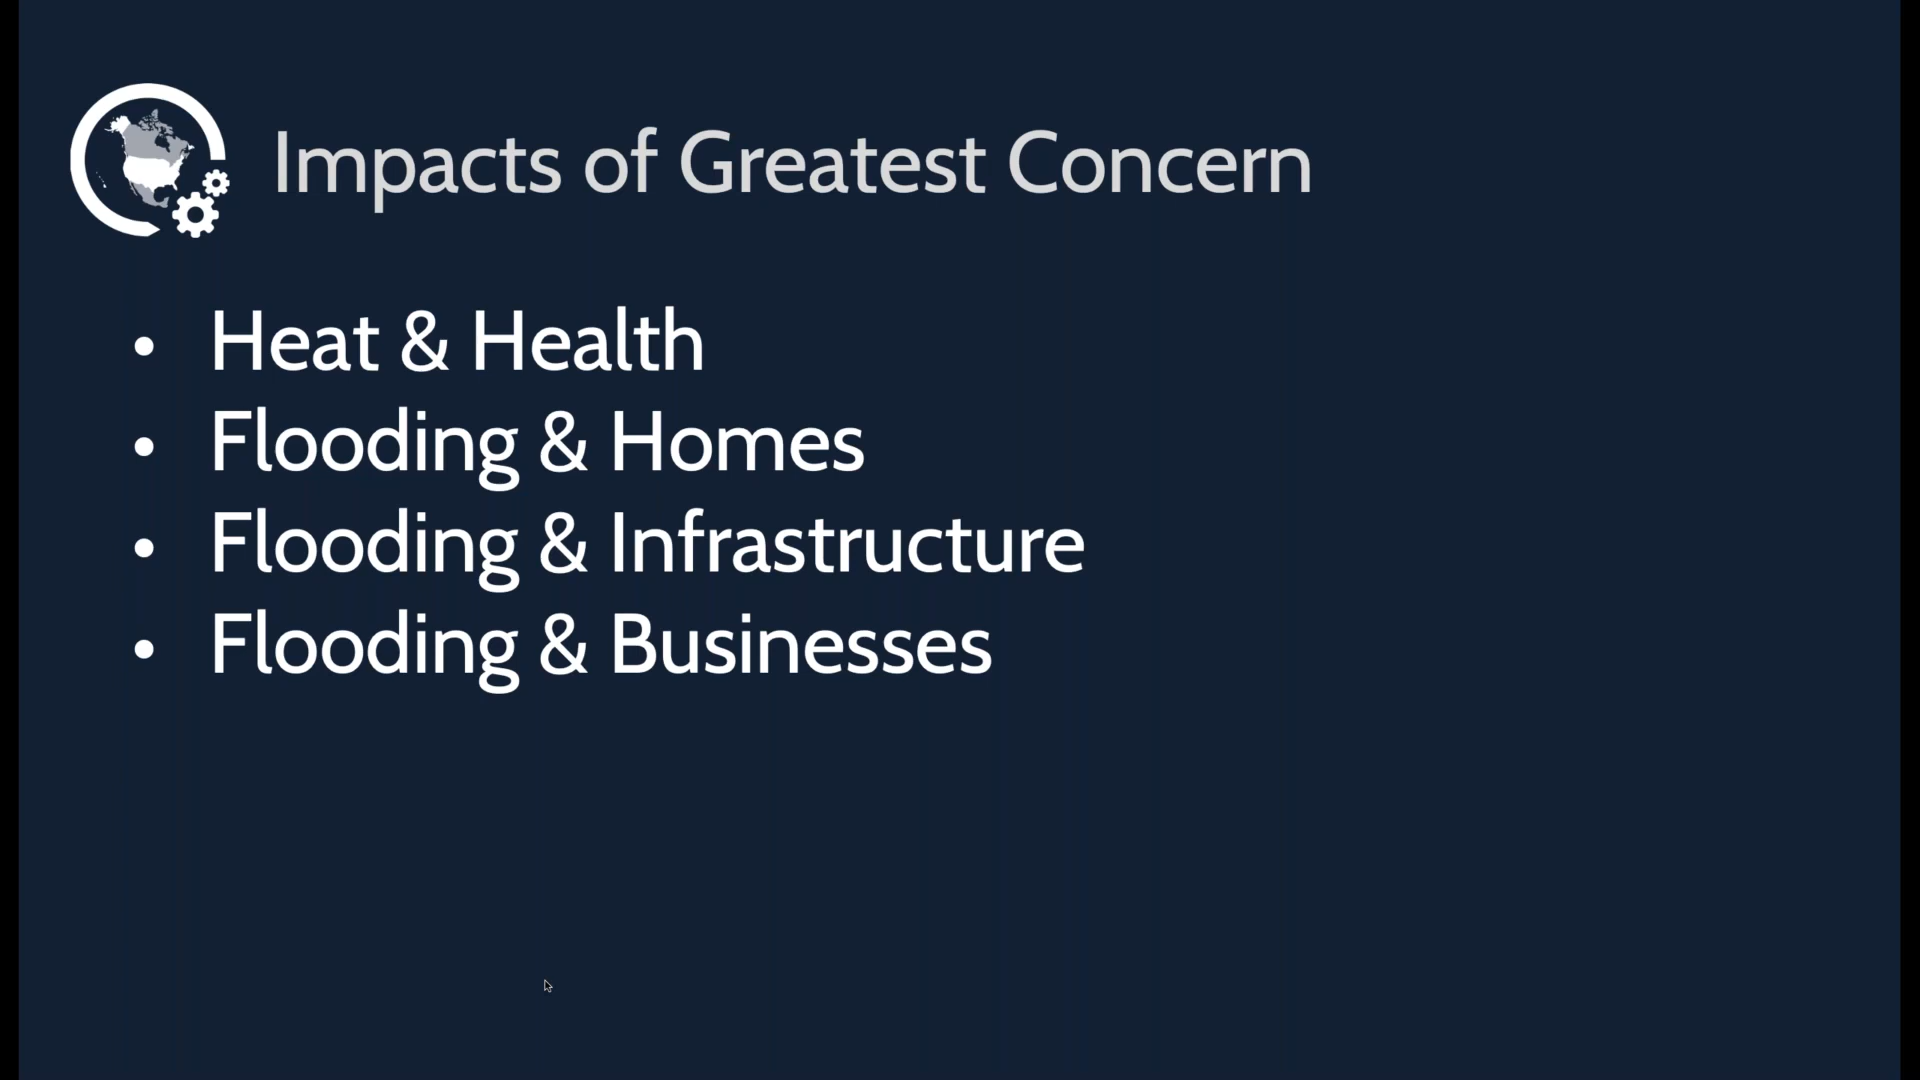 Impacts of Greatest Concern
• Heat & Health
• Flooding & Homes
• Flooding & Infrastructure
• Flooding & Businesses